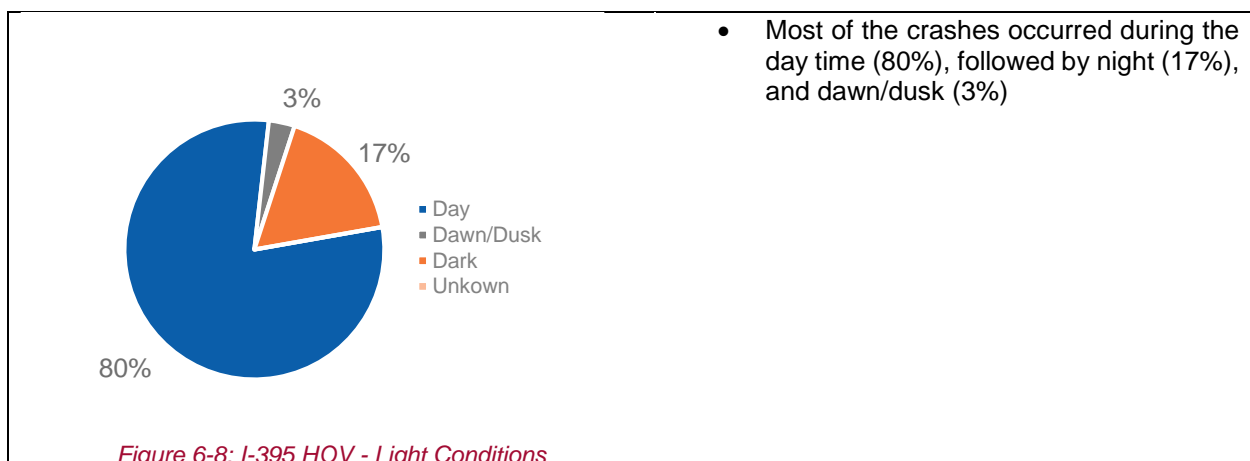 3%
17%
80%
Day
Dawn/Dusk
Dark
Unkown
Figure 6-8: I-395 HOV - Light Conditions
• Most of the crashes occurred during the
day time (80%), followed by night (17%),
and dawn/dusk (3%)